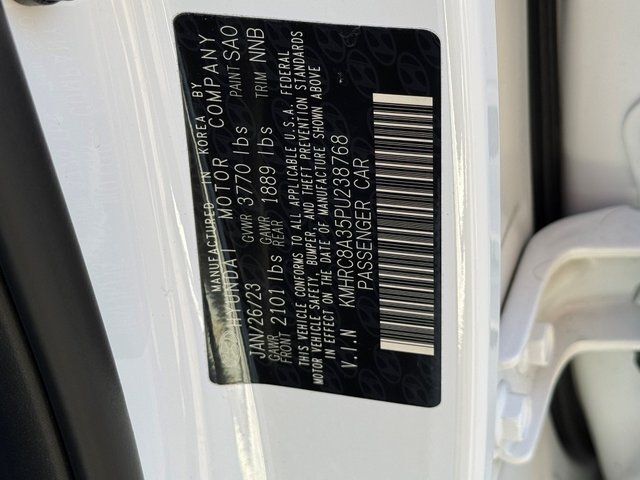 MANUFACTURED IN KOREA BY
HYUNDAI MOTOR COMPANY
JAN/26/23 GVWR 3770 lbs PAINT SAO
GAWR FRONT 2101 lbs GAWR REAR 1889 lbs TRIM NNB
THIS VEHICLE CONFORMS TO ALL APPLICABLE U.S.A. FEDERAL
MOTOR VEHICLE SAFETY, BUMPER, AND THEFT PREVENTION STANDARDS
IN EFFECT ON THE DATE OF MANUFACTURE SHOWN ABOVE
V.I.N KMHRC8A35PU238768
PASSENGER CAR